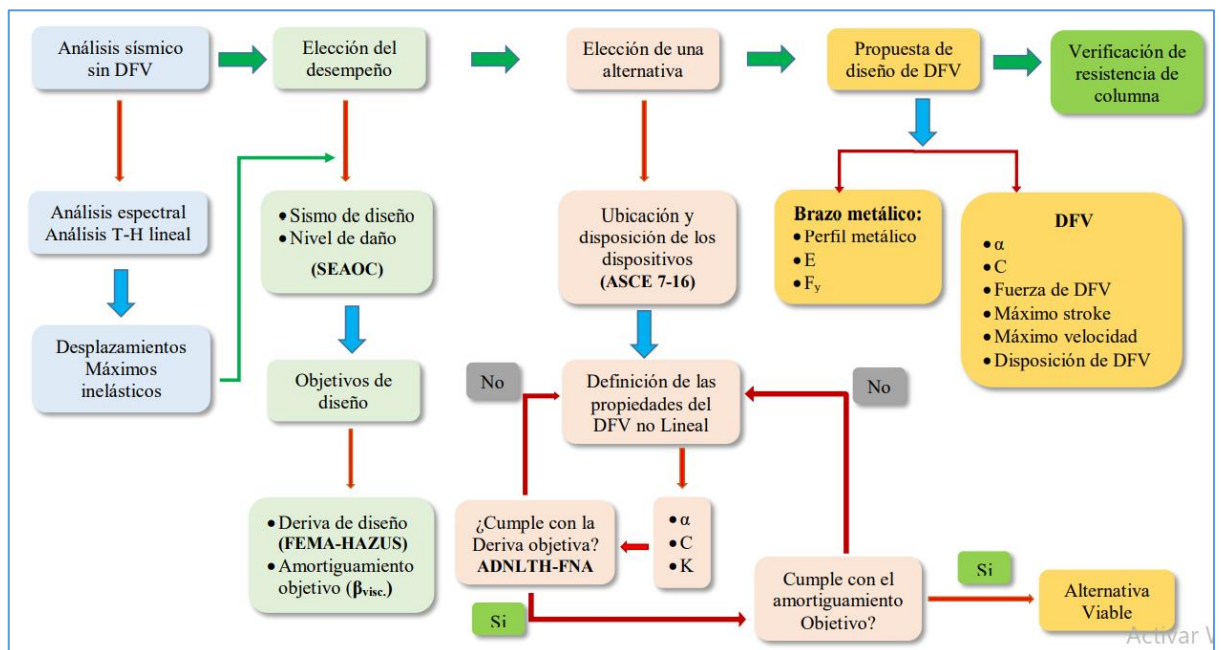 Análisis sísmico
sin DFV
Elección del
desempeño
Elección de una
alternativa
Propuesta de
diseño de DFV
Verificación de
resistencia de
columna
Análisis espectral
Análisis T-H lineal
Desplazamientos
Máximos
inelásticos
• Sismo de diseño
• Nivel de daño
(SEAOC)
Objetivos de
diseño
• Deriva de diseño
(FEMA-HAZUS)
• Amortiguamiento
objetivo (βvisc.)
Ubicación y
disposición de los
dispositivos
(ASCE 7-16)
No
Definición de las
propiedades del
DFV no Lineal
No
¿Cumple con la
Deriva objetiva?
ADNLTH-FNA
• α
• C
• K
Si
Cumple con el
amortiguamiento
Objetivo?
Si
Alternativa
Viable
Brazo metálico:
• Perfil metálico
• E
• Fy
DFV
• α
• C
• Fuerza de DFV
• Máximo stroke
• Máximo velocidad
• Disposición de DFV
Activar